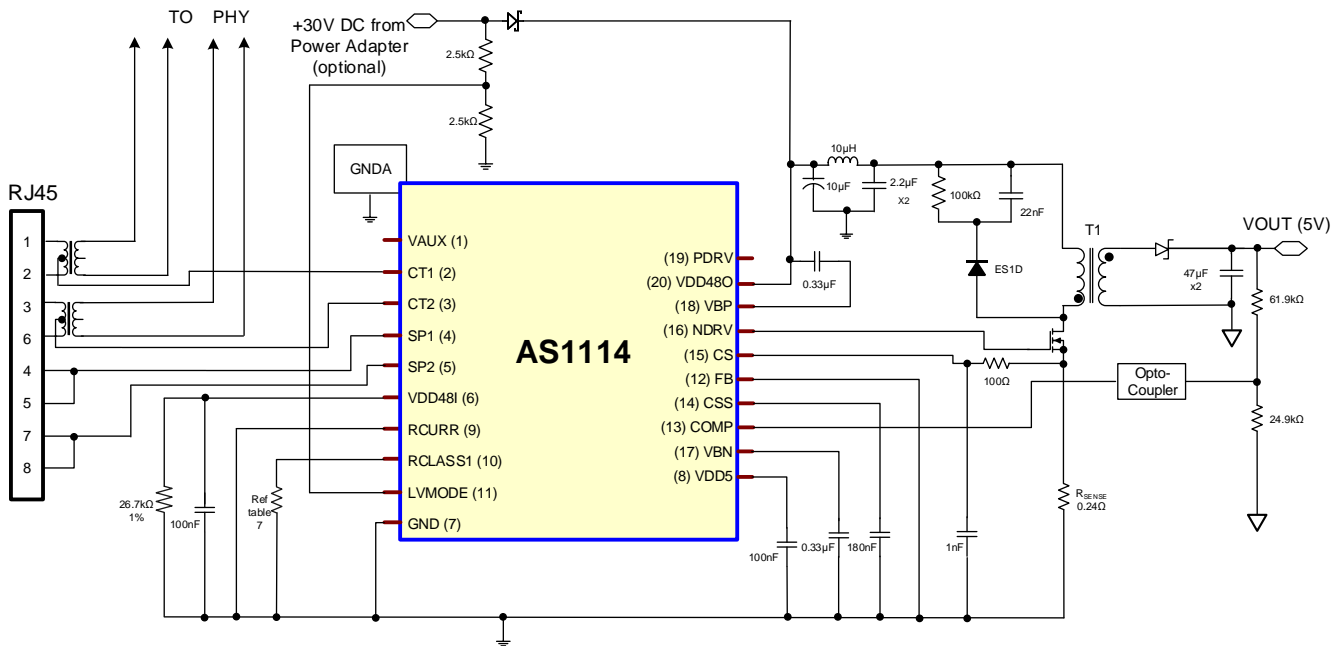 TO PHY
+30V DC from
Power Adapter
(optional)
2.5kΩ
2.5kΩ
GNDA
RJ45
1
2
3
6
4
5
7
8
26.7kΩ
1%
100nF
Ref
table
7
VAUX (1)
CT1 (2)
CT2 (3)
SP1 (4)
SP2 (5)
VDD48I (6)
RCURR (9)
RCLASS1 (10)
LVMODE (11)
GND (7)
AS1114
(19) PDRV
(20) VDD48O
(18) VBP
(16) NDRV
(15) CS
(12) FB
(14) CSS
(13) COMP
(17) VBN
(8) VDD5
10µH
10µF
2.2µF
X2
100kΩ
22nF
0.33µF
ES1D
T1
VOUT (5V)
47µF
x2
61.9kΩ
100Ω
Opto-
Coupler
24.9kΩ
RSENSE
0.24Ω
100nF
0.33µF
180nF
1nF